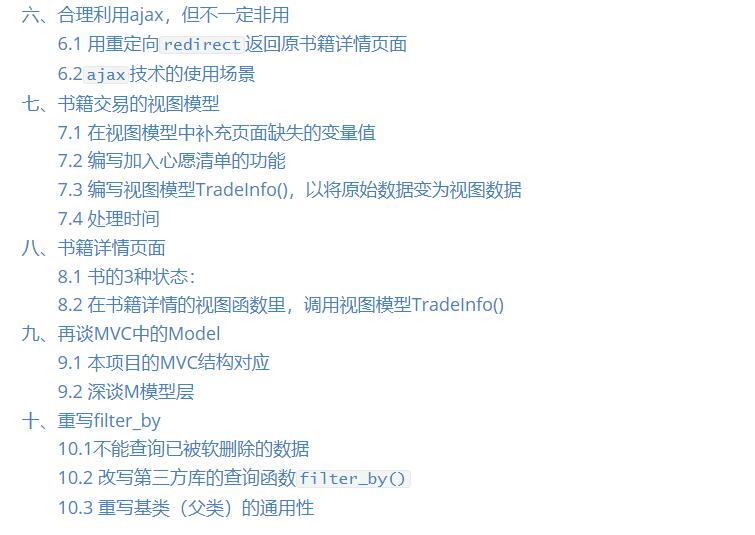 六、合理利用ajax，但不一定非用
6.1 用重定向redirect返回原书籍详情页面
6.2ajax技术的使用场景
七、书籍交易的视图模型
7.1 在视图模型中补充页面缺失的变量值
7.2 编写加入心愿清单的功能
7.3 编写视图模型TradeInfo()，以将原始数据变为视图数据
7.4 处理时间
八、书籍详情页面
8.1 书的3种状态：
8.2 在书籍详情的视图函数里，调用视图模型TradeInfo()
九、再谈MVC中的Model
9.1 本项目的MVC结构对应
9.2 深谈M模型层
十、重写filter_by
10.1不能查询已被软删除的数据
10.2 改写第三方库的查询函数filter_by()
10.3 重写基类（父类）的通用性